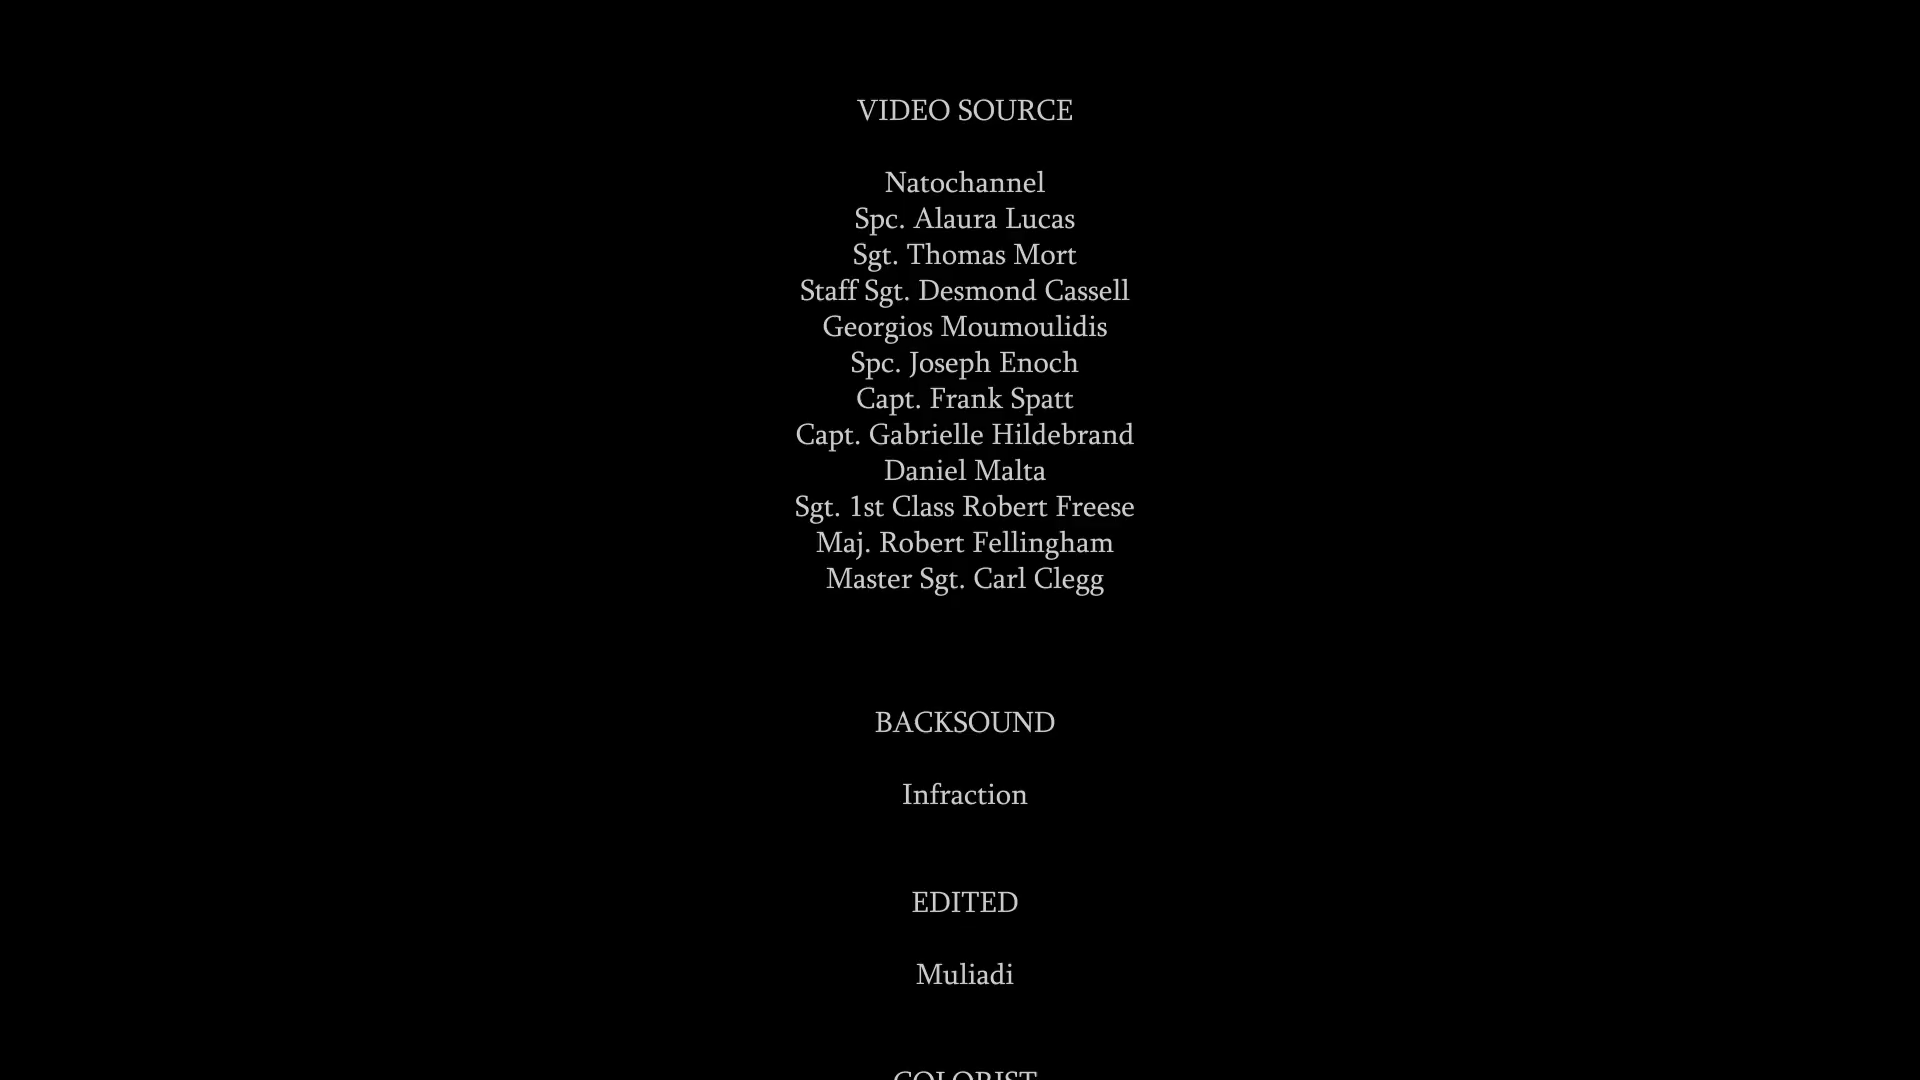 VIDEO SOURCE
Natochannel
Spc. Alaura Lucas
Sgt. Thomas Mort
Staff Sgt. Desmond Cassell
Georgios Moumoulidis
Spc. Joseph Enoch
Capt. Frank Spatt
Capt. Gabrielle Hildebrand
Daniel Malta
Sgt. 1st Class Robert Freese
Maj. Robert Fellingham
Master Sgt. Carl Clegg
BACKSOUND
Infraction
EDITED
Muliadi
COLORIST